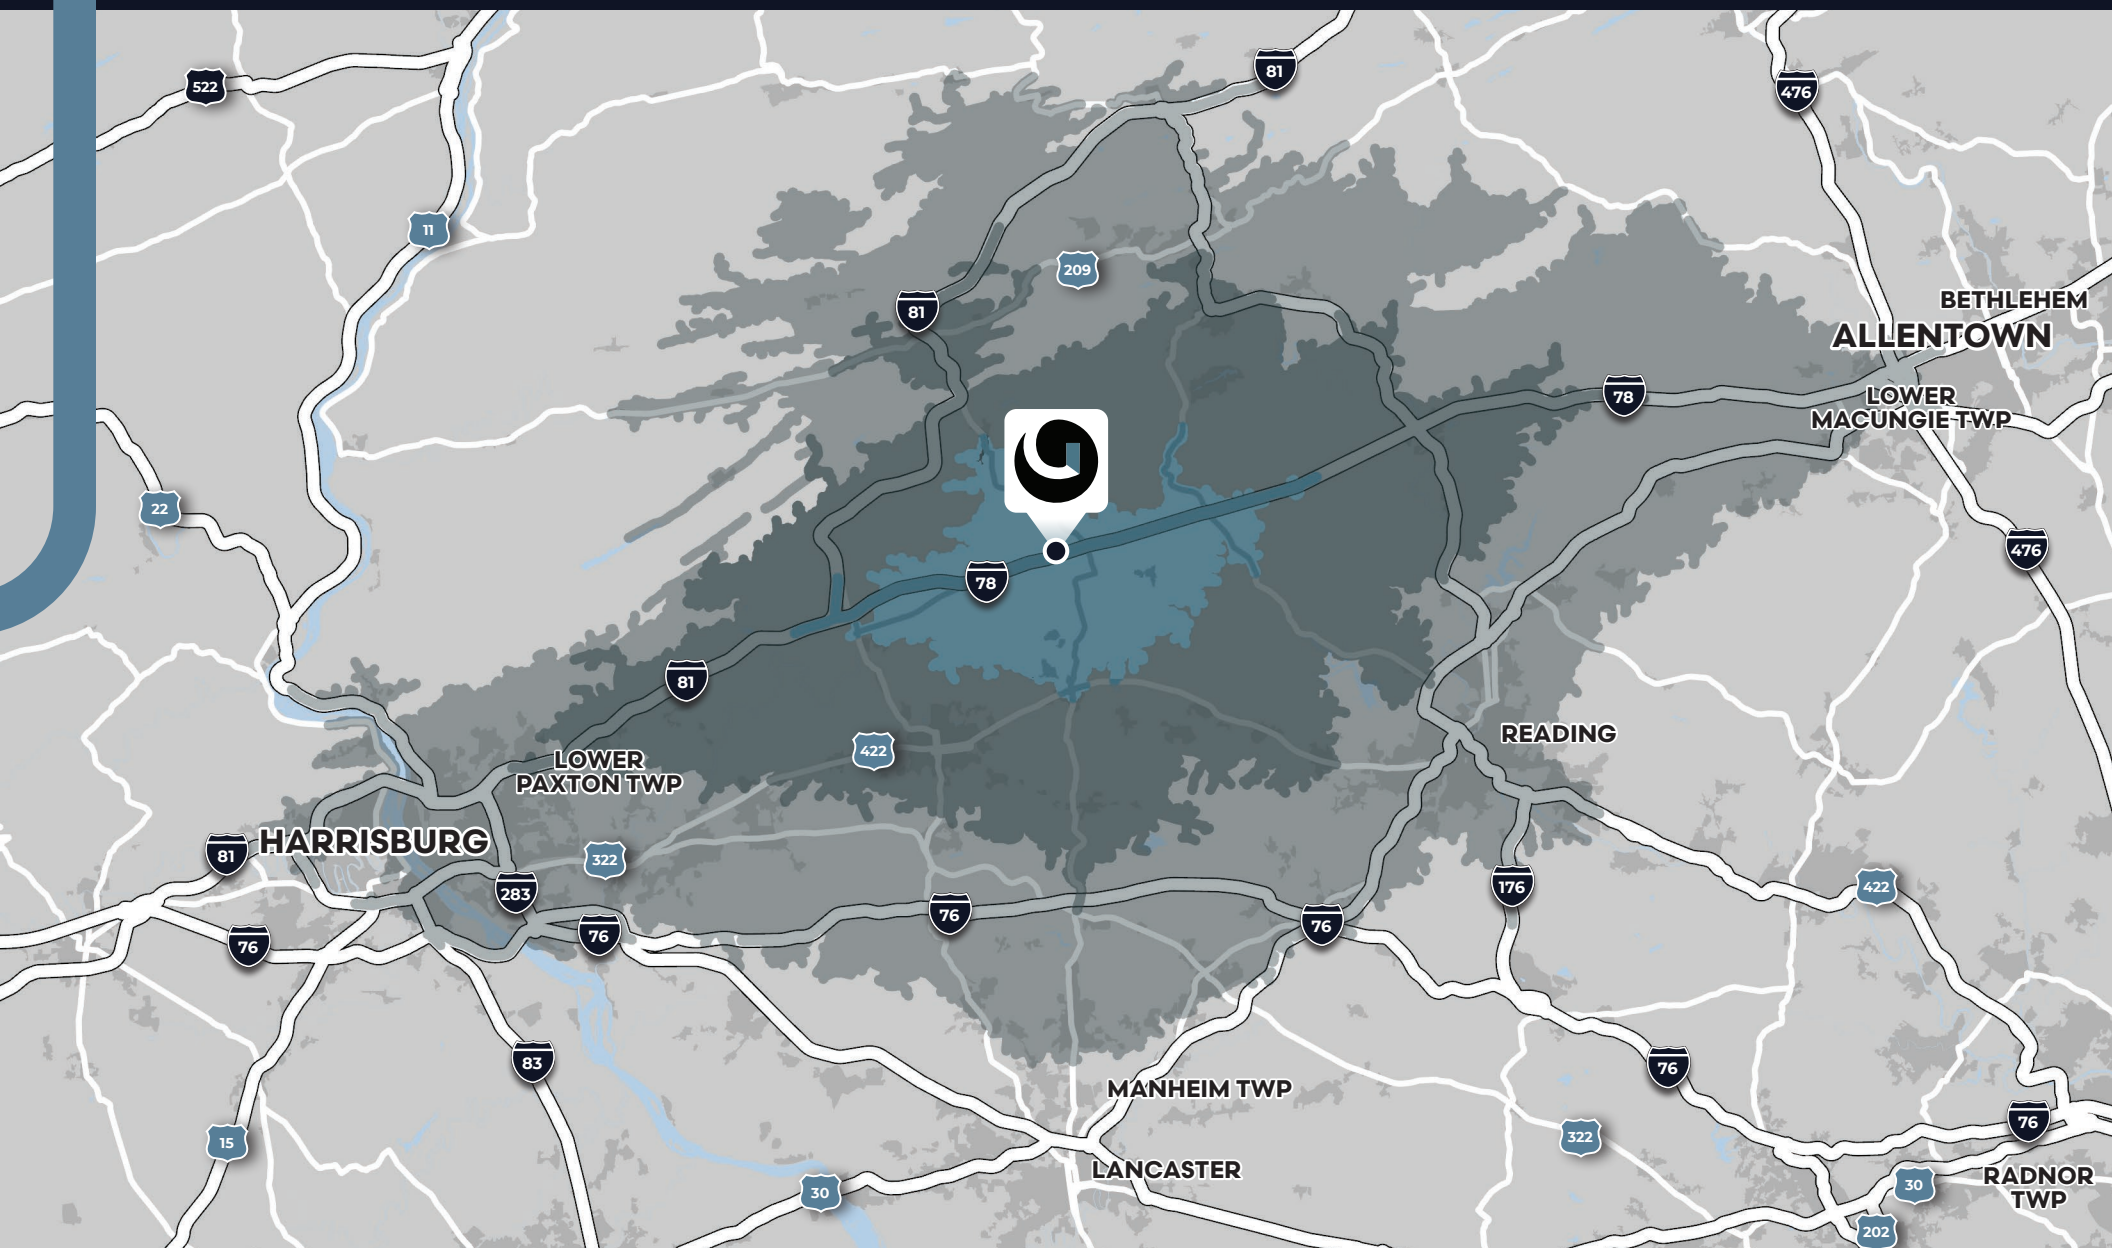 81
522
476
11
209
BETHLEHEM
81
ALLENTOWN
78
LOWER
MACUNGIE TWP
22
476
78
81
READING
422
LOWER
PAXTON TWP
HARRISBURG
81
322
283
176
422
76
76
76
76
83
76
MANHEIM TWP
76
15
322
LANCASTER
30
30
RADNOR
TWP
202